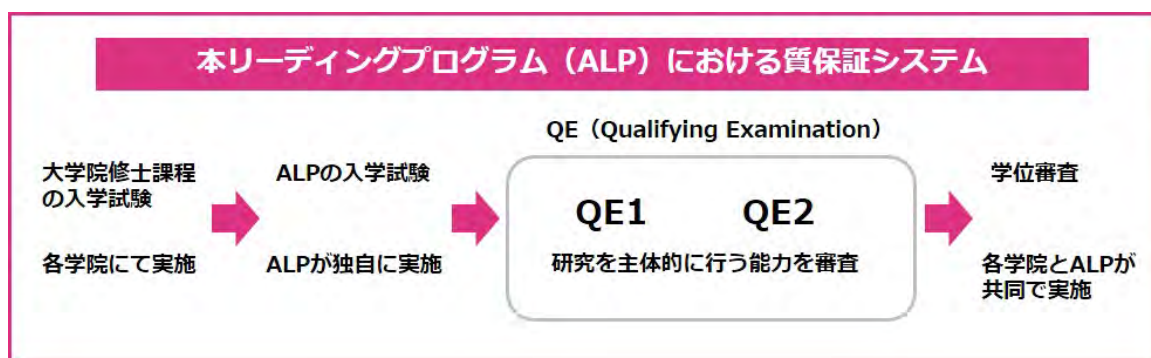 本リーディングプログラム（ALP）における質保証システム
大学院修士課程
の入学試験
各学院にて実施
ALPの入学試験
ALPが独自に実施
QE（Qualifying Examination）
QE1 QE2
研究を主体的に行う能力を審査
学位審査
各学院とALPが
共同で実施